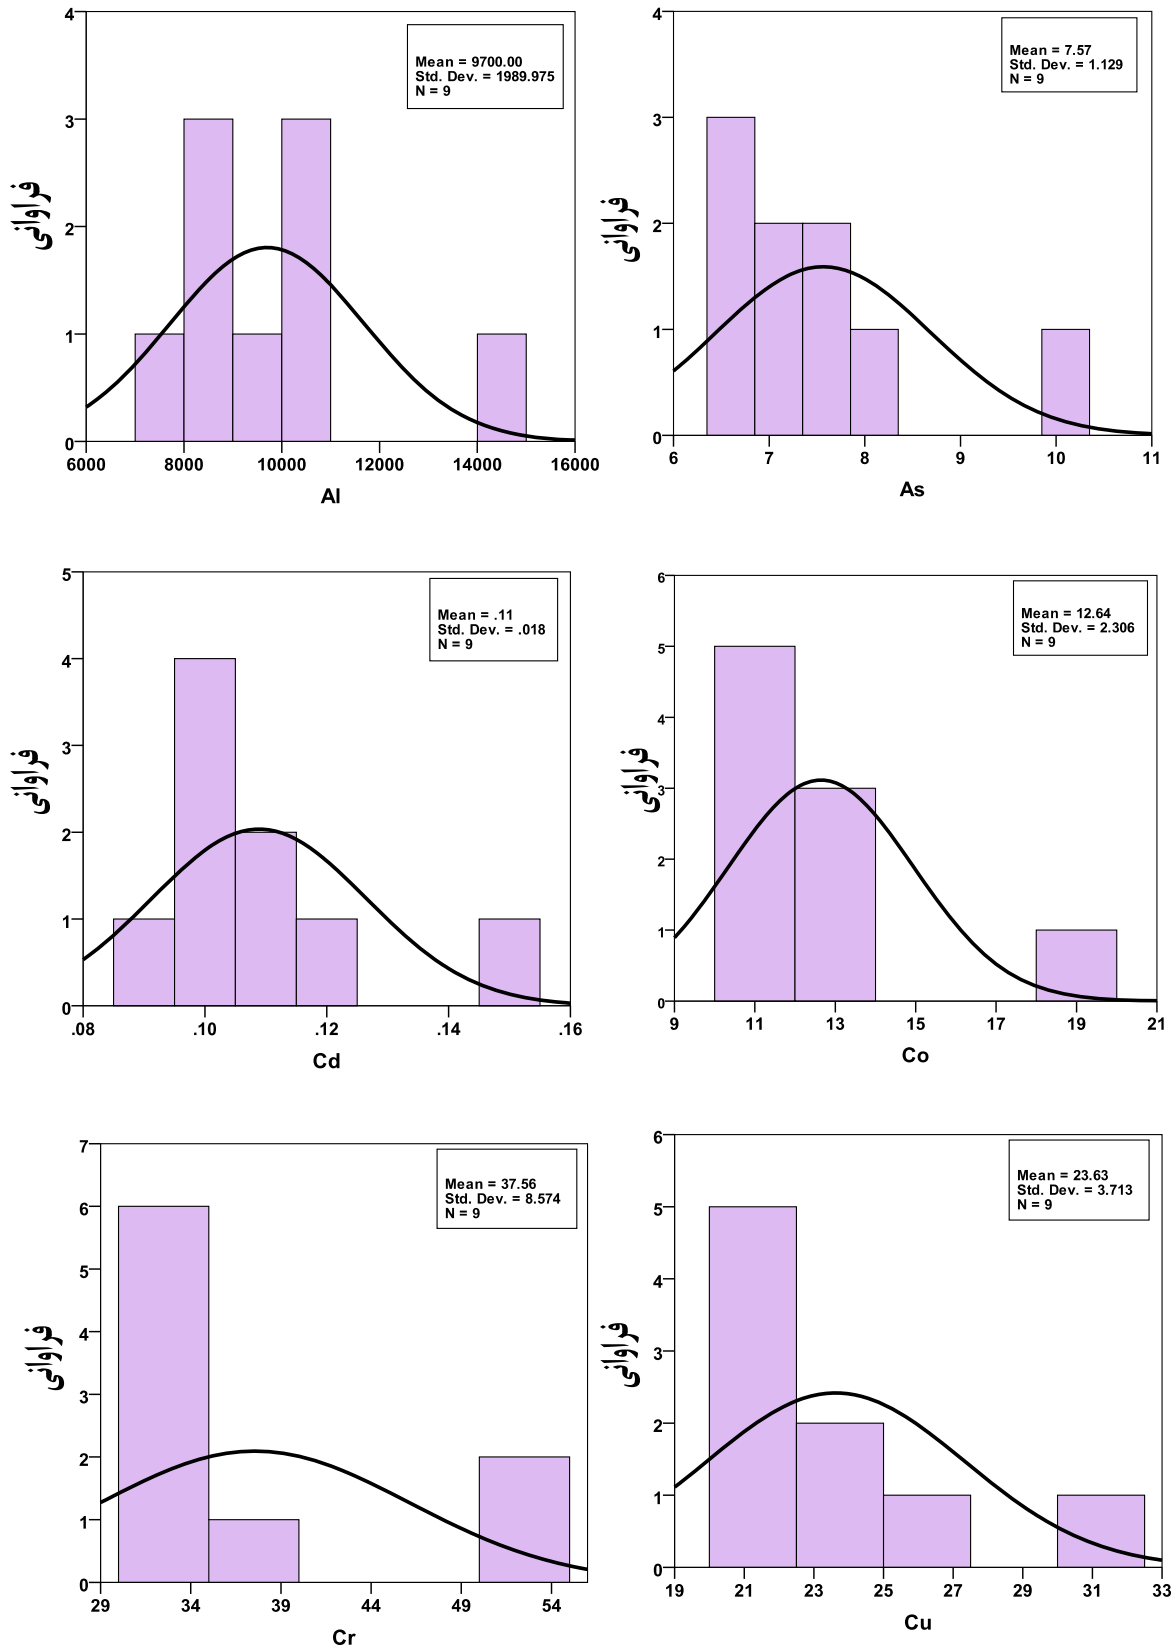 4
3
2
1
0
فراوانی
Mean = 9700.00
Std. Dev. = 1989.975
N = 9
6000 8000 10000 12000 14000 16000
Al
4
3
2
1
0
فراوانی
Mean = 7.57
Std. Dev. = 1.129
N = 9
6 7 8 9 10 11
As
5
4
3
2
1
0
فراوانی
Mean = .11
Std. Dev. = .018
N = 9
.08 .10 .12 .14 .16
Cd
6
5
4
3
2
1
0
فراوانی
Mean = 12.64
Std. Dev. = 2.306
N = 9
9 11 13 15 17 19 21
Co
7
6
5
4
3
2
1
0
فراوانی
Mean = 37.56
Std. Dev. = 8.574
N = 9
29 34 39 44 49 54
Cr
6
5
4
3
2
1
0
فراوانی
Mean = 23.63
Std. Dev. = 3.713
N = 9
19 21 23 25 27 29 31 33
Cu